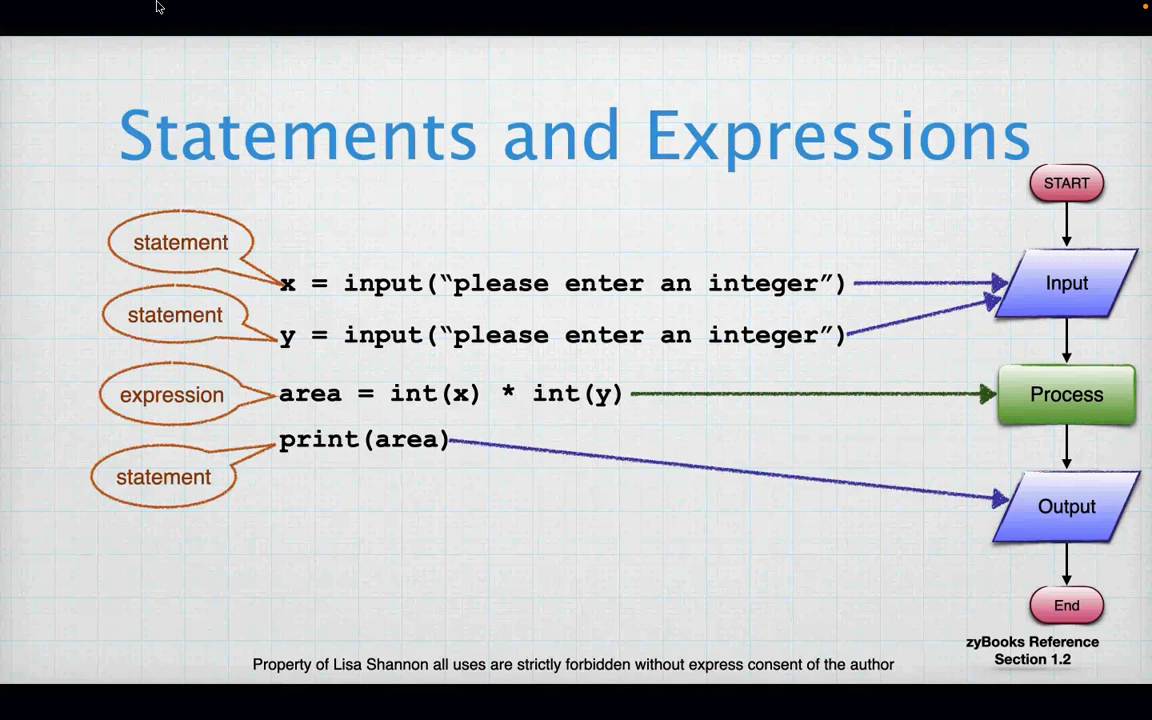 Statements and Expressions
START
statement
x = input(“please enter an integer”)
Input
statement
y = input(“please enter an integer”)
expression
area = int(x) * int(y)
Process
print(area)
statement
Output
End
zyBooks Reference
Section 1.2
Property of Lisa Shannon all uses are strictly forbidden without express consent of the author